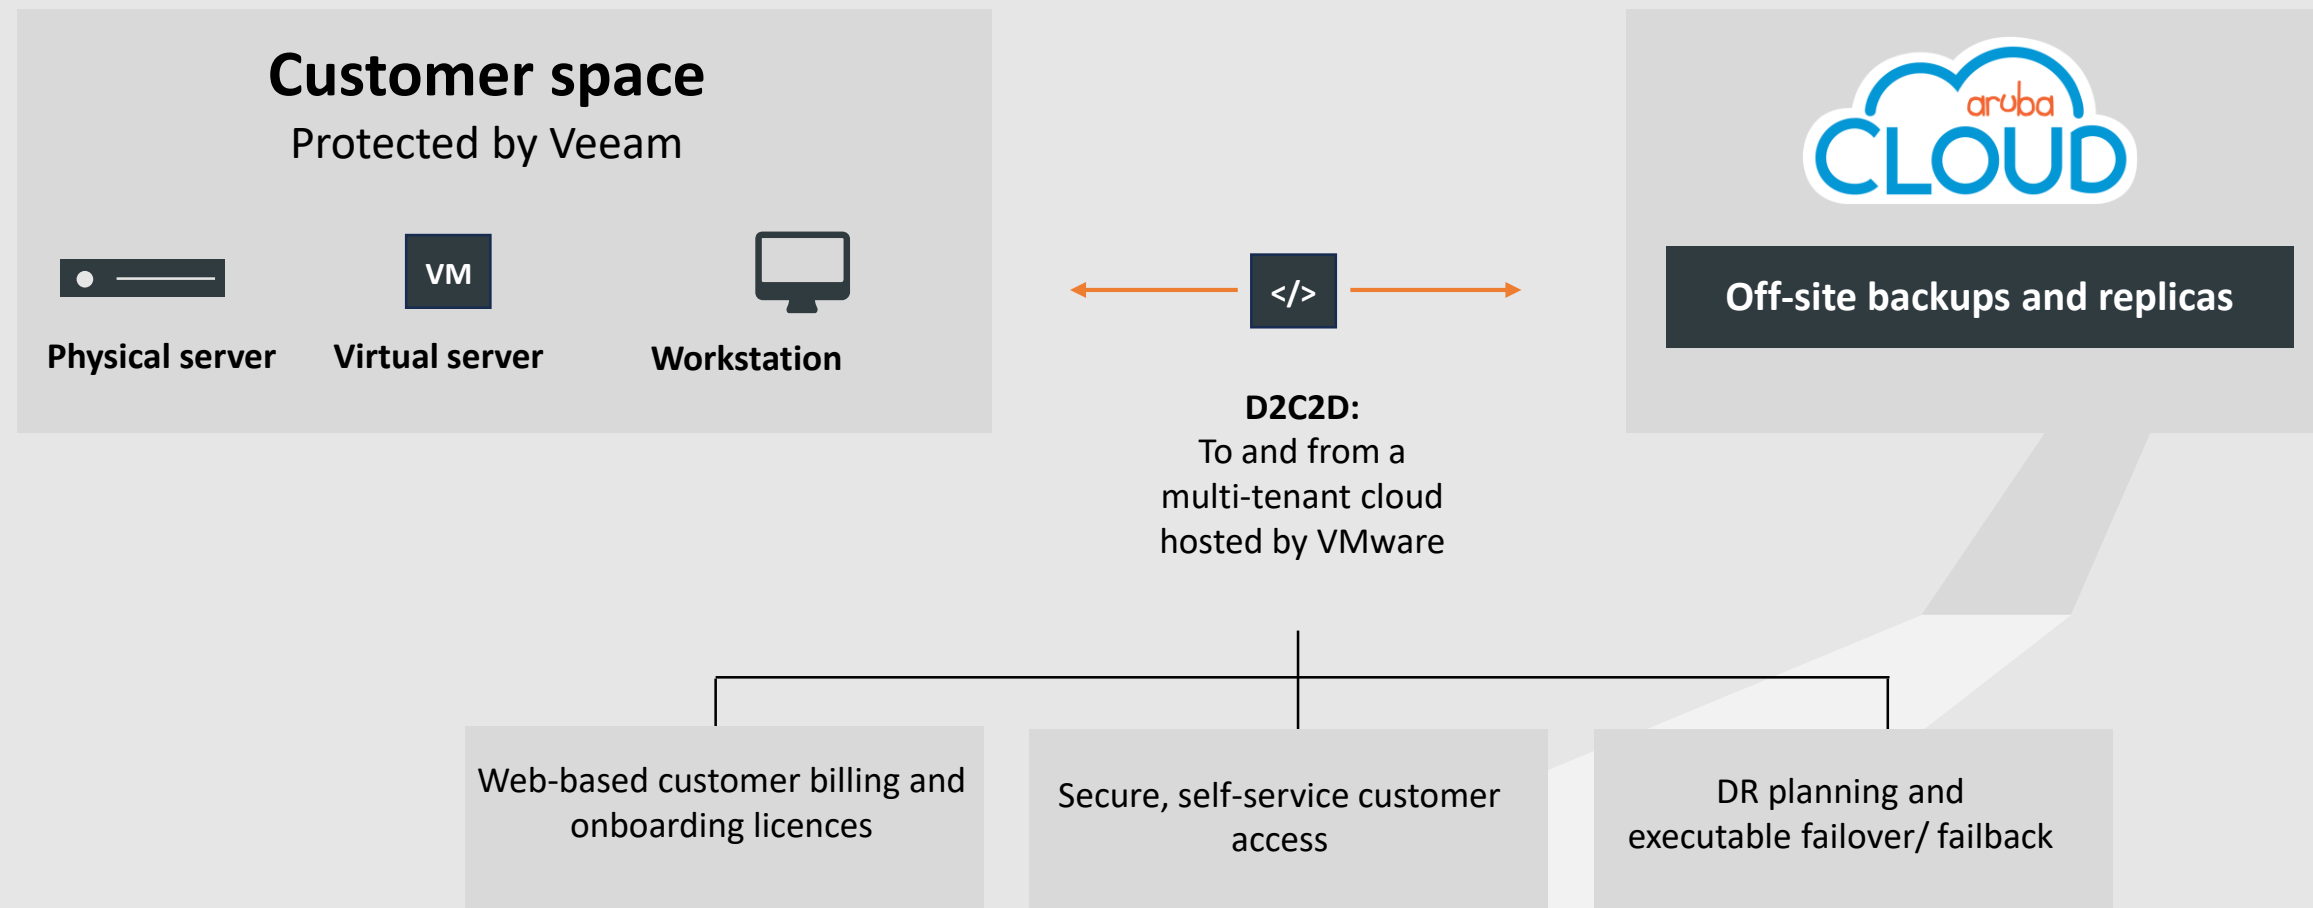 Customer space
Protected by Veeam
VM
Physical server
Virtual server
Workstation
</>
D2C2D:
To and from a
multi-tenant cloud
hosted by VMware
aruba
CLOUD
Off-site backups and replicas
Web-based customer billing and
onboarding licences
Secure, self-service customer
access
DR planning and
executable failover/ failback